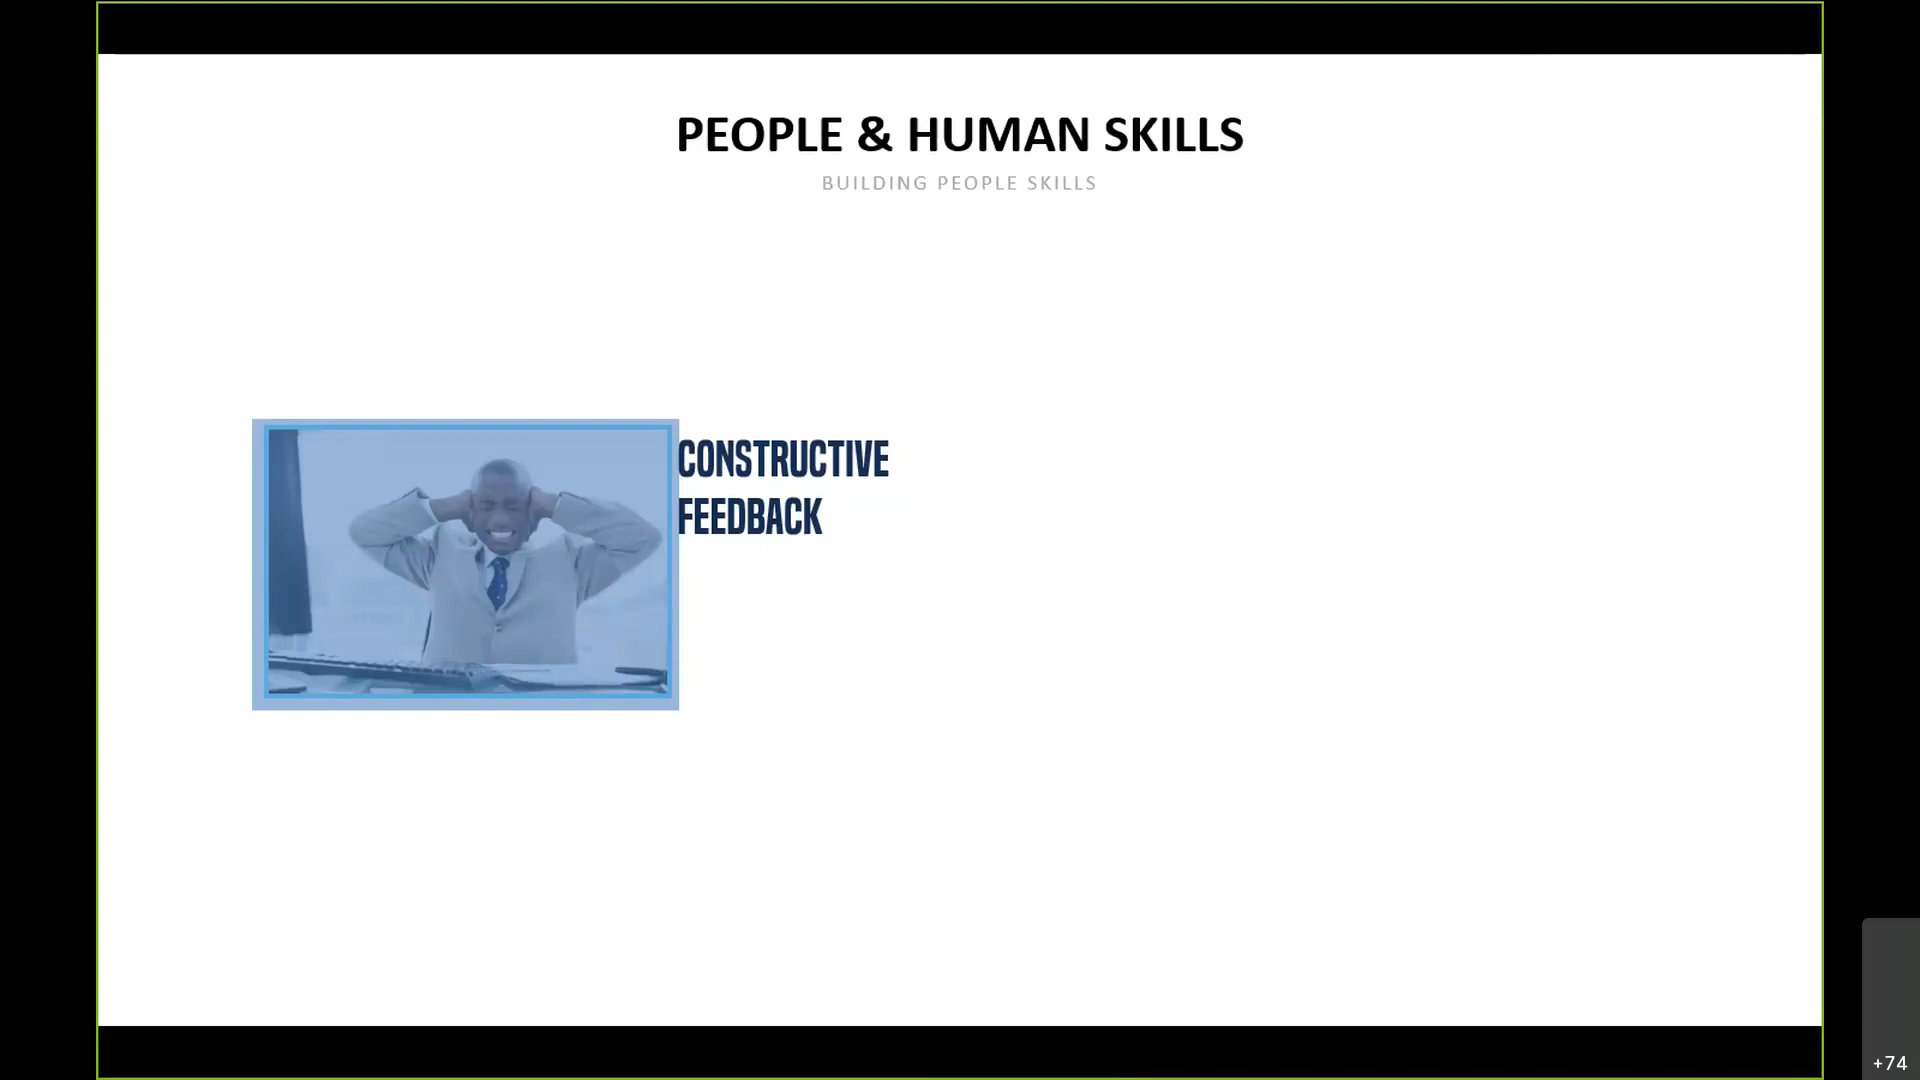 PEOPLE & HUMAN SKILLS
BUILDING PEOPLE SKILLS
CONSTRUCTIVE
FEEDBACK
+74